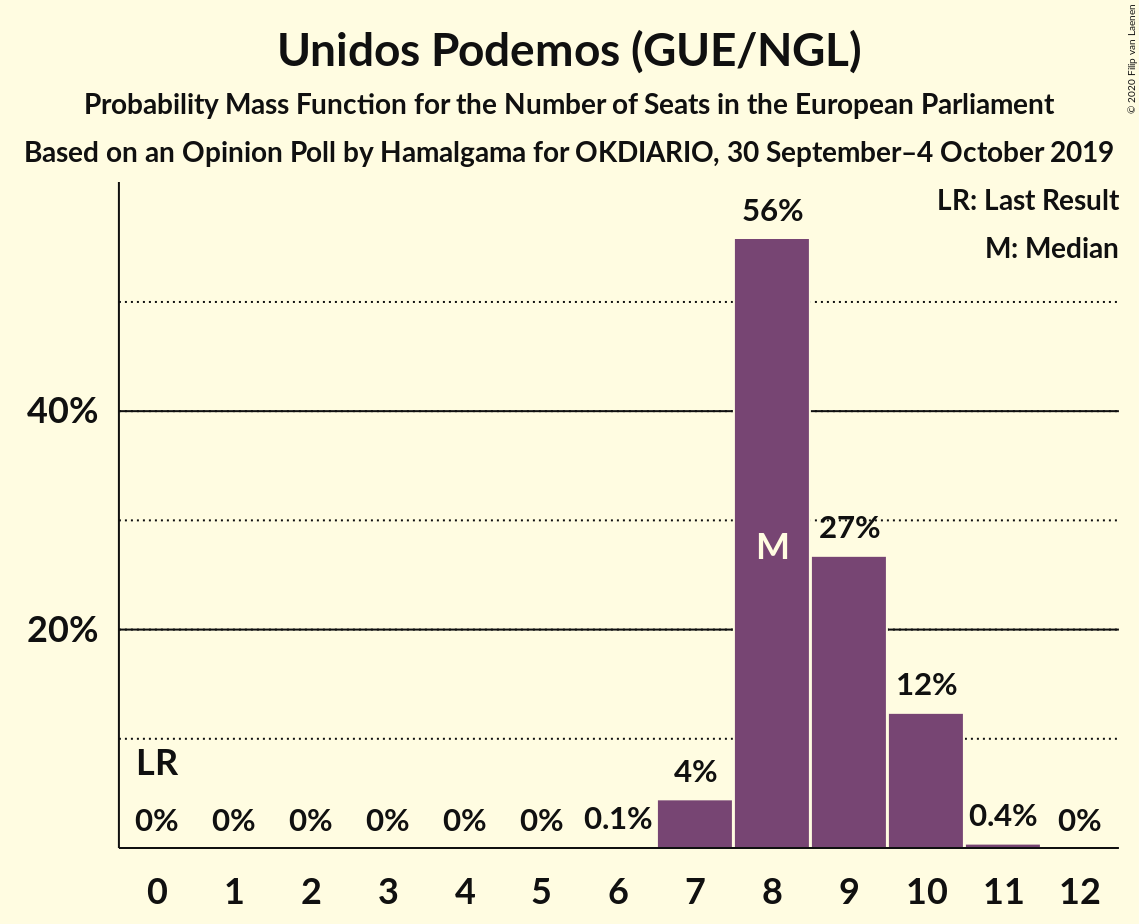 Unidos Podemos (GUE/NGL)
Probability Mass Function for the Number of Seats in the European Parliament
Based on an Opinion Poll by Hamalgama for OKDIARIO, 30 September–4 October 2019
© 2020 Filip van Laenen
LR: Last Result
M: Median
56%
40%
27%
M
20%
12%
LR
4%
0% 0% 0% 0% 0% 0% 0.1% 0.4% 0%
0 1 2 3 4 5 6 7 8 9 10 11 12